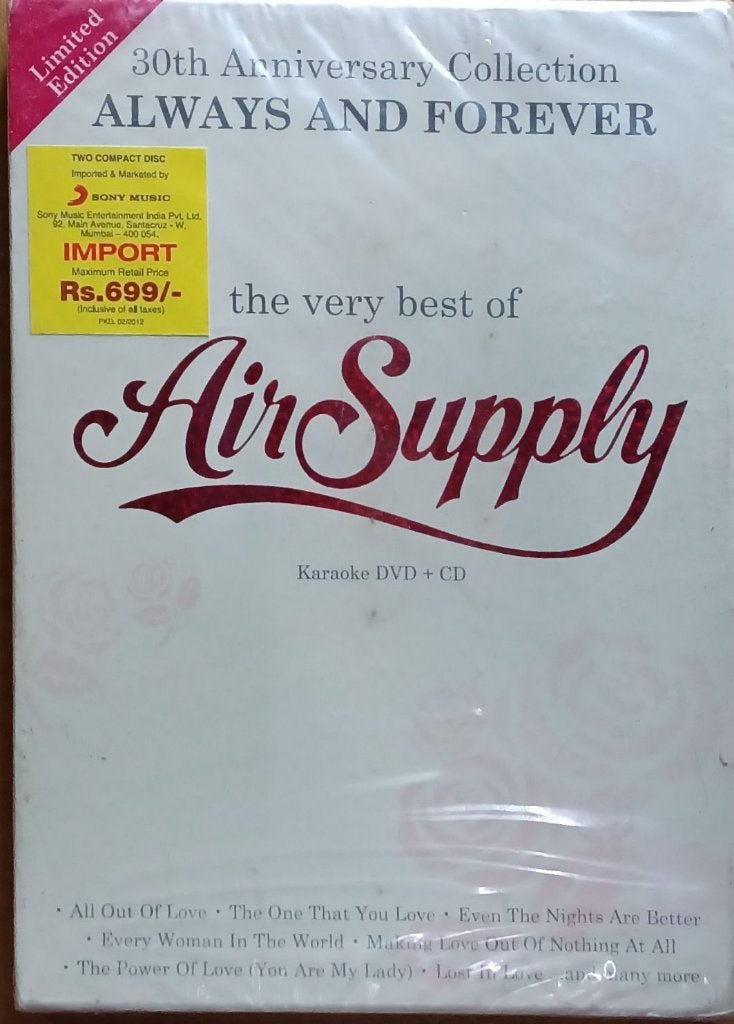 Limited
Edition
30th Anniversary Collection
ALWAYS AND FOREVER
TWO COMPACT DISC
Imported & Marketed by
SONY MUSIC
Sony Music Entertainment India Pvt. Ltd.
92, Main Avenue, Santacruz - W,
Mumbai – 400 054.
IMPORT
Maximum Retail Price
Rs.699/-
(Inclusive of all taxes)
PKD. 02/2012
the very best of
Air Supply
Karaoke DVD + CD
• All Out Of Love • The One That You Love • Even The Nights Are Better
• Every Woman In The World • Making Love Out Of Nothing At All
• The Power Of Love (You Are My Lady) • Lost In Love ...and many more